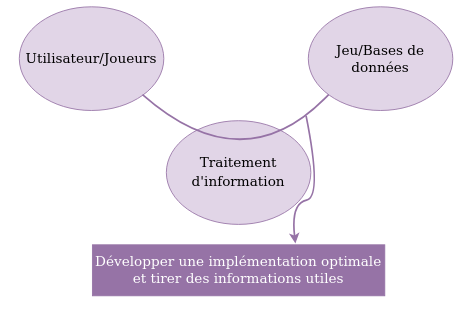 Utilisateur/Joueurs
Jeu/Bases de
données
Traitement
d'information
Développer une implémentation optimale
et tirer des informations utiles